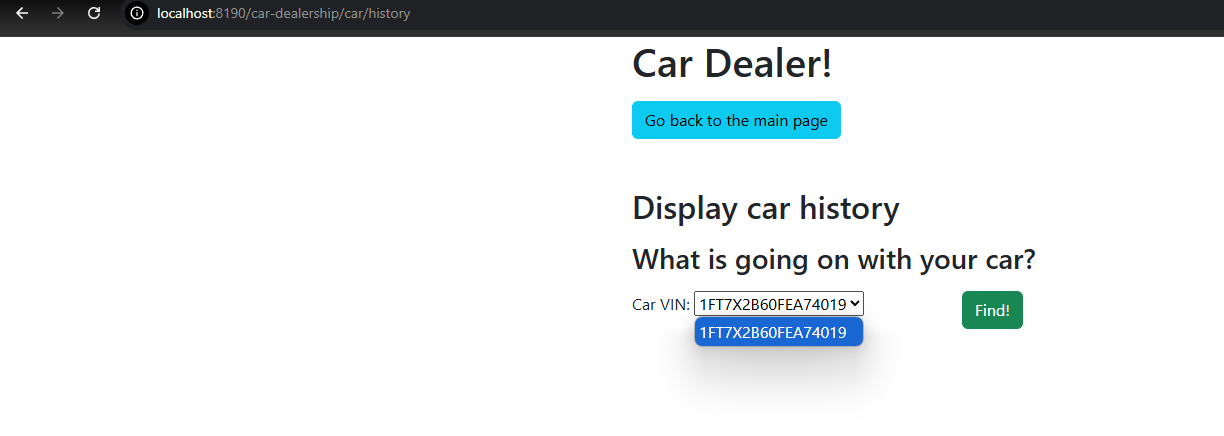 localhost:8190/car-dealership/car/history
Car Dealer!
Go back to the main page
Display car history
What is going on with your car?
Car VIN: 1FT7X2B60FEA74019 Find!
1FT7X2B60FEA74019